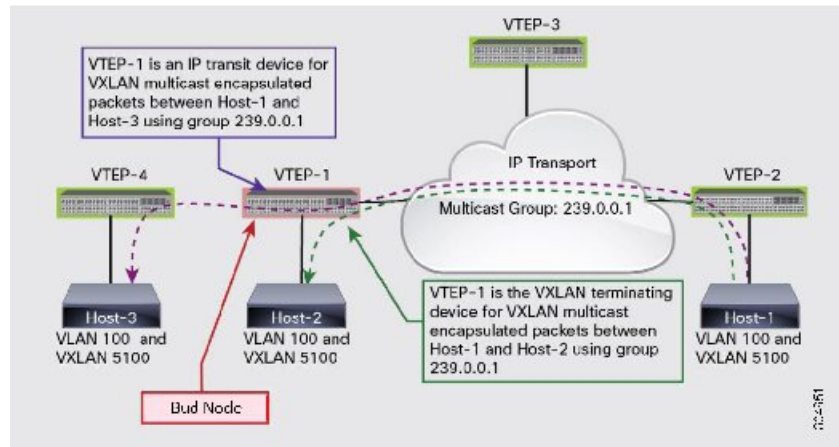 VTEP-3
VTEP-1 is an IP transit device for
VXLAN multicast encapsulated
packets between Host-1 and
Host-3 using group 239.0.0.1
IP Transport
VTEP-4
VTEP-1
VTEP-2
Multicast Group: 239.0.0.1
Host-3
VLAN 100 and
VXLAN 5100
Host-2
VLAN 100 and
VXLAN 5100
VTEP-1 is the VXLAN terminating
device for VXLAN multicast
encapsulated packets between
Host-1 and Host-2 using group
239.0.0.1
Host-1
VLAN 100 and
VXLAN 5100
Bud Node